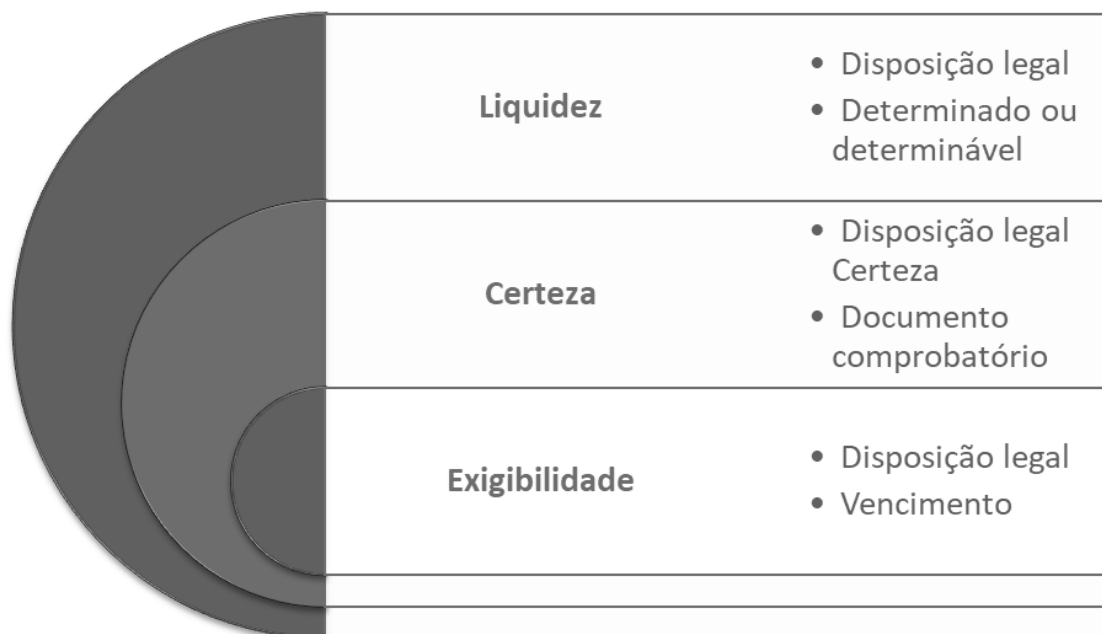 Liquidez
• Disposição legal
• Determinado ou
determinável
Certeza
• Disposição legal
Certeza
• Documento
comprobatório
Exigibilidade
• Disposição legal
• Vencimento